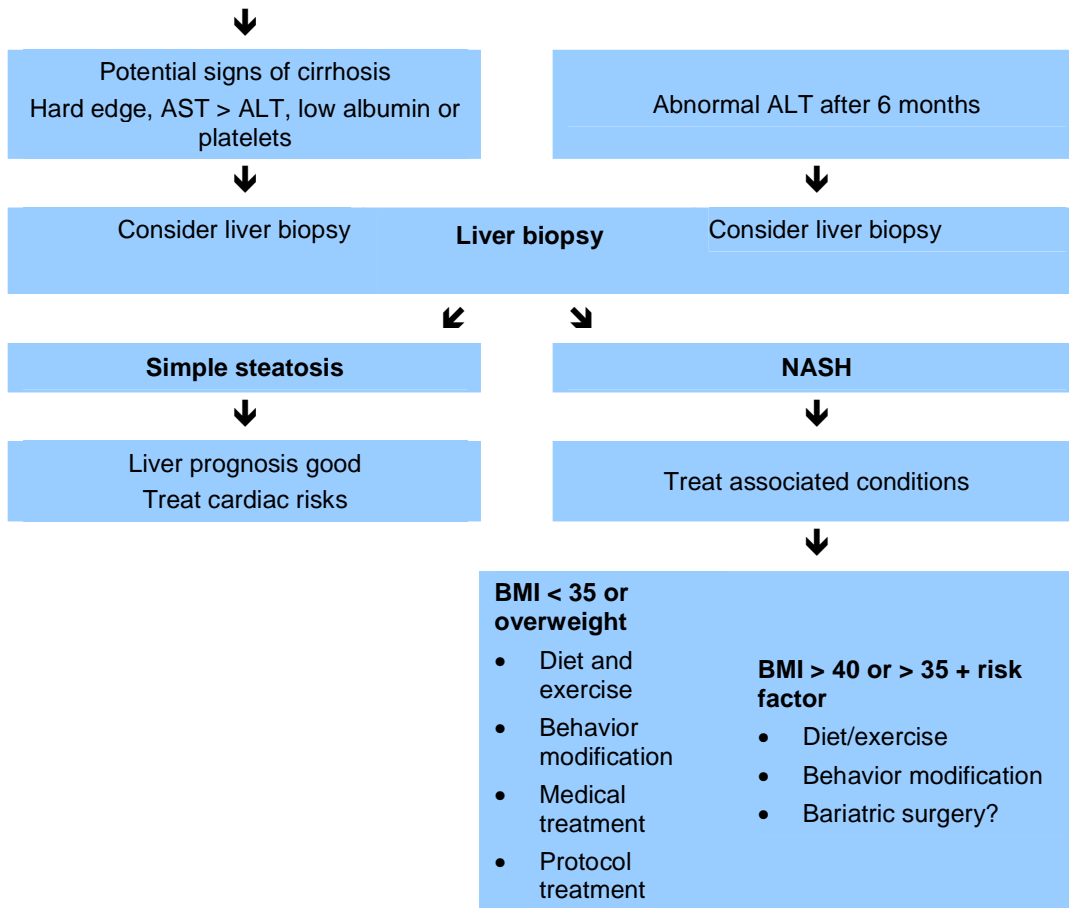 Potential signs of cirrhosis
Hard edge, AST > ALT, low albumin or
platelets
Abnormal ALT after 6 months
Consider liver biopsy
Liver biopsy
Consider liver biopsy
Simple steatosis
NASH
Liver prognosis good
Treat cardiac risks
Treat associated conditions
BMI < 35 or
overweight
• Diet and
exercise
• Behavior
modification
• Medical
treatment
• Protocol
treatment
BMI > 40 or > 35 + risk
factor
• Diet/exercise
• Behavior modification
• Bariatric surgery?